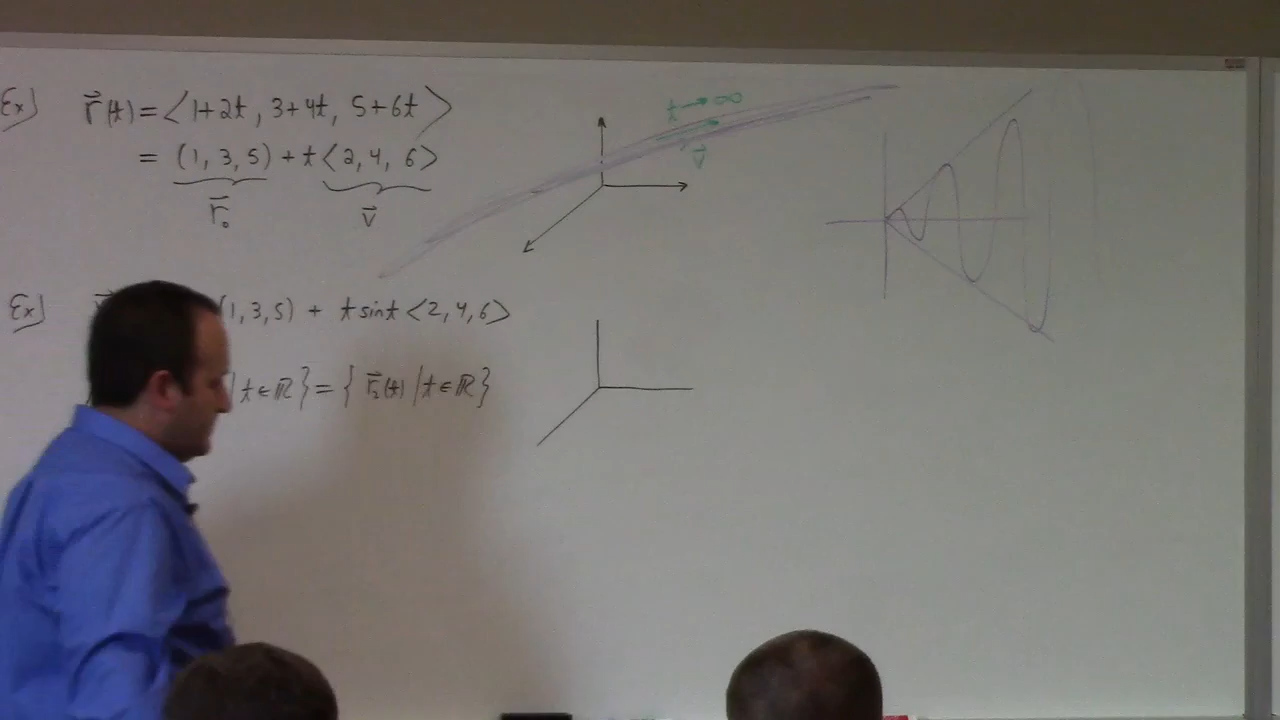 Ex) r⃗(t) = ⟨1+2t, 3+4t, 5+6t⟩
= (1, 3, 5) + t⟨2, 4, 6⟩
r⃗₀ v⃗
t → ∞
v⃗
Ex) (1,3,5) + t sin t ⟨2,4,6⟩
| t ∈ ℝ} = { r⃗₂(t) | t ∈ ℝ}